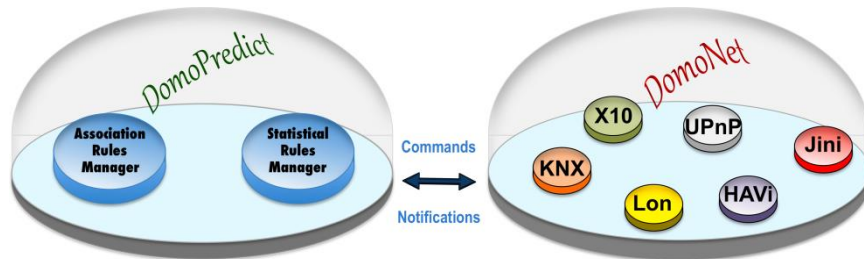 DomoPredict
Association
Rules
Manager
Statistical
Rules
Manager
Commands
Notifications
DomoNet
X10
UPnP
Jini
KNX
Lon
HAVi